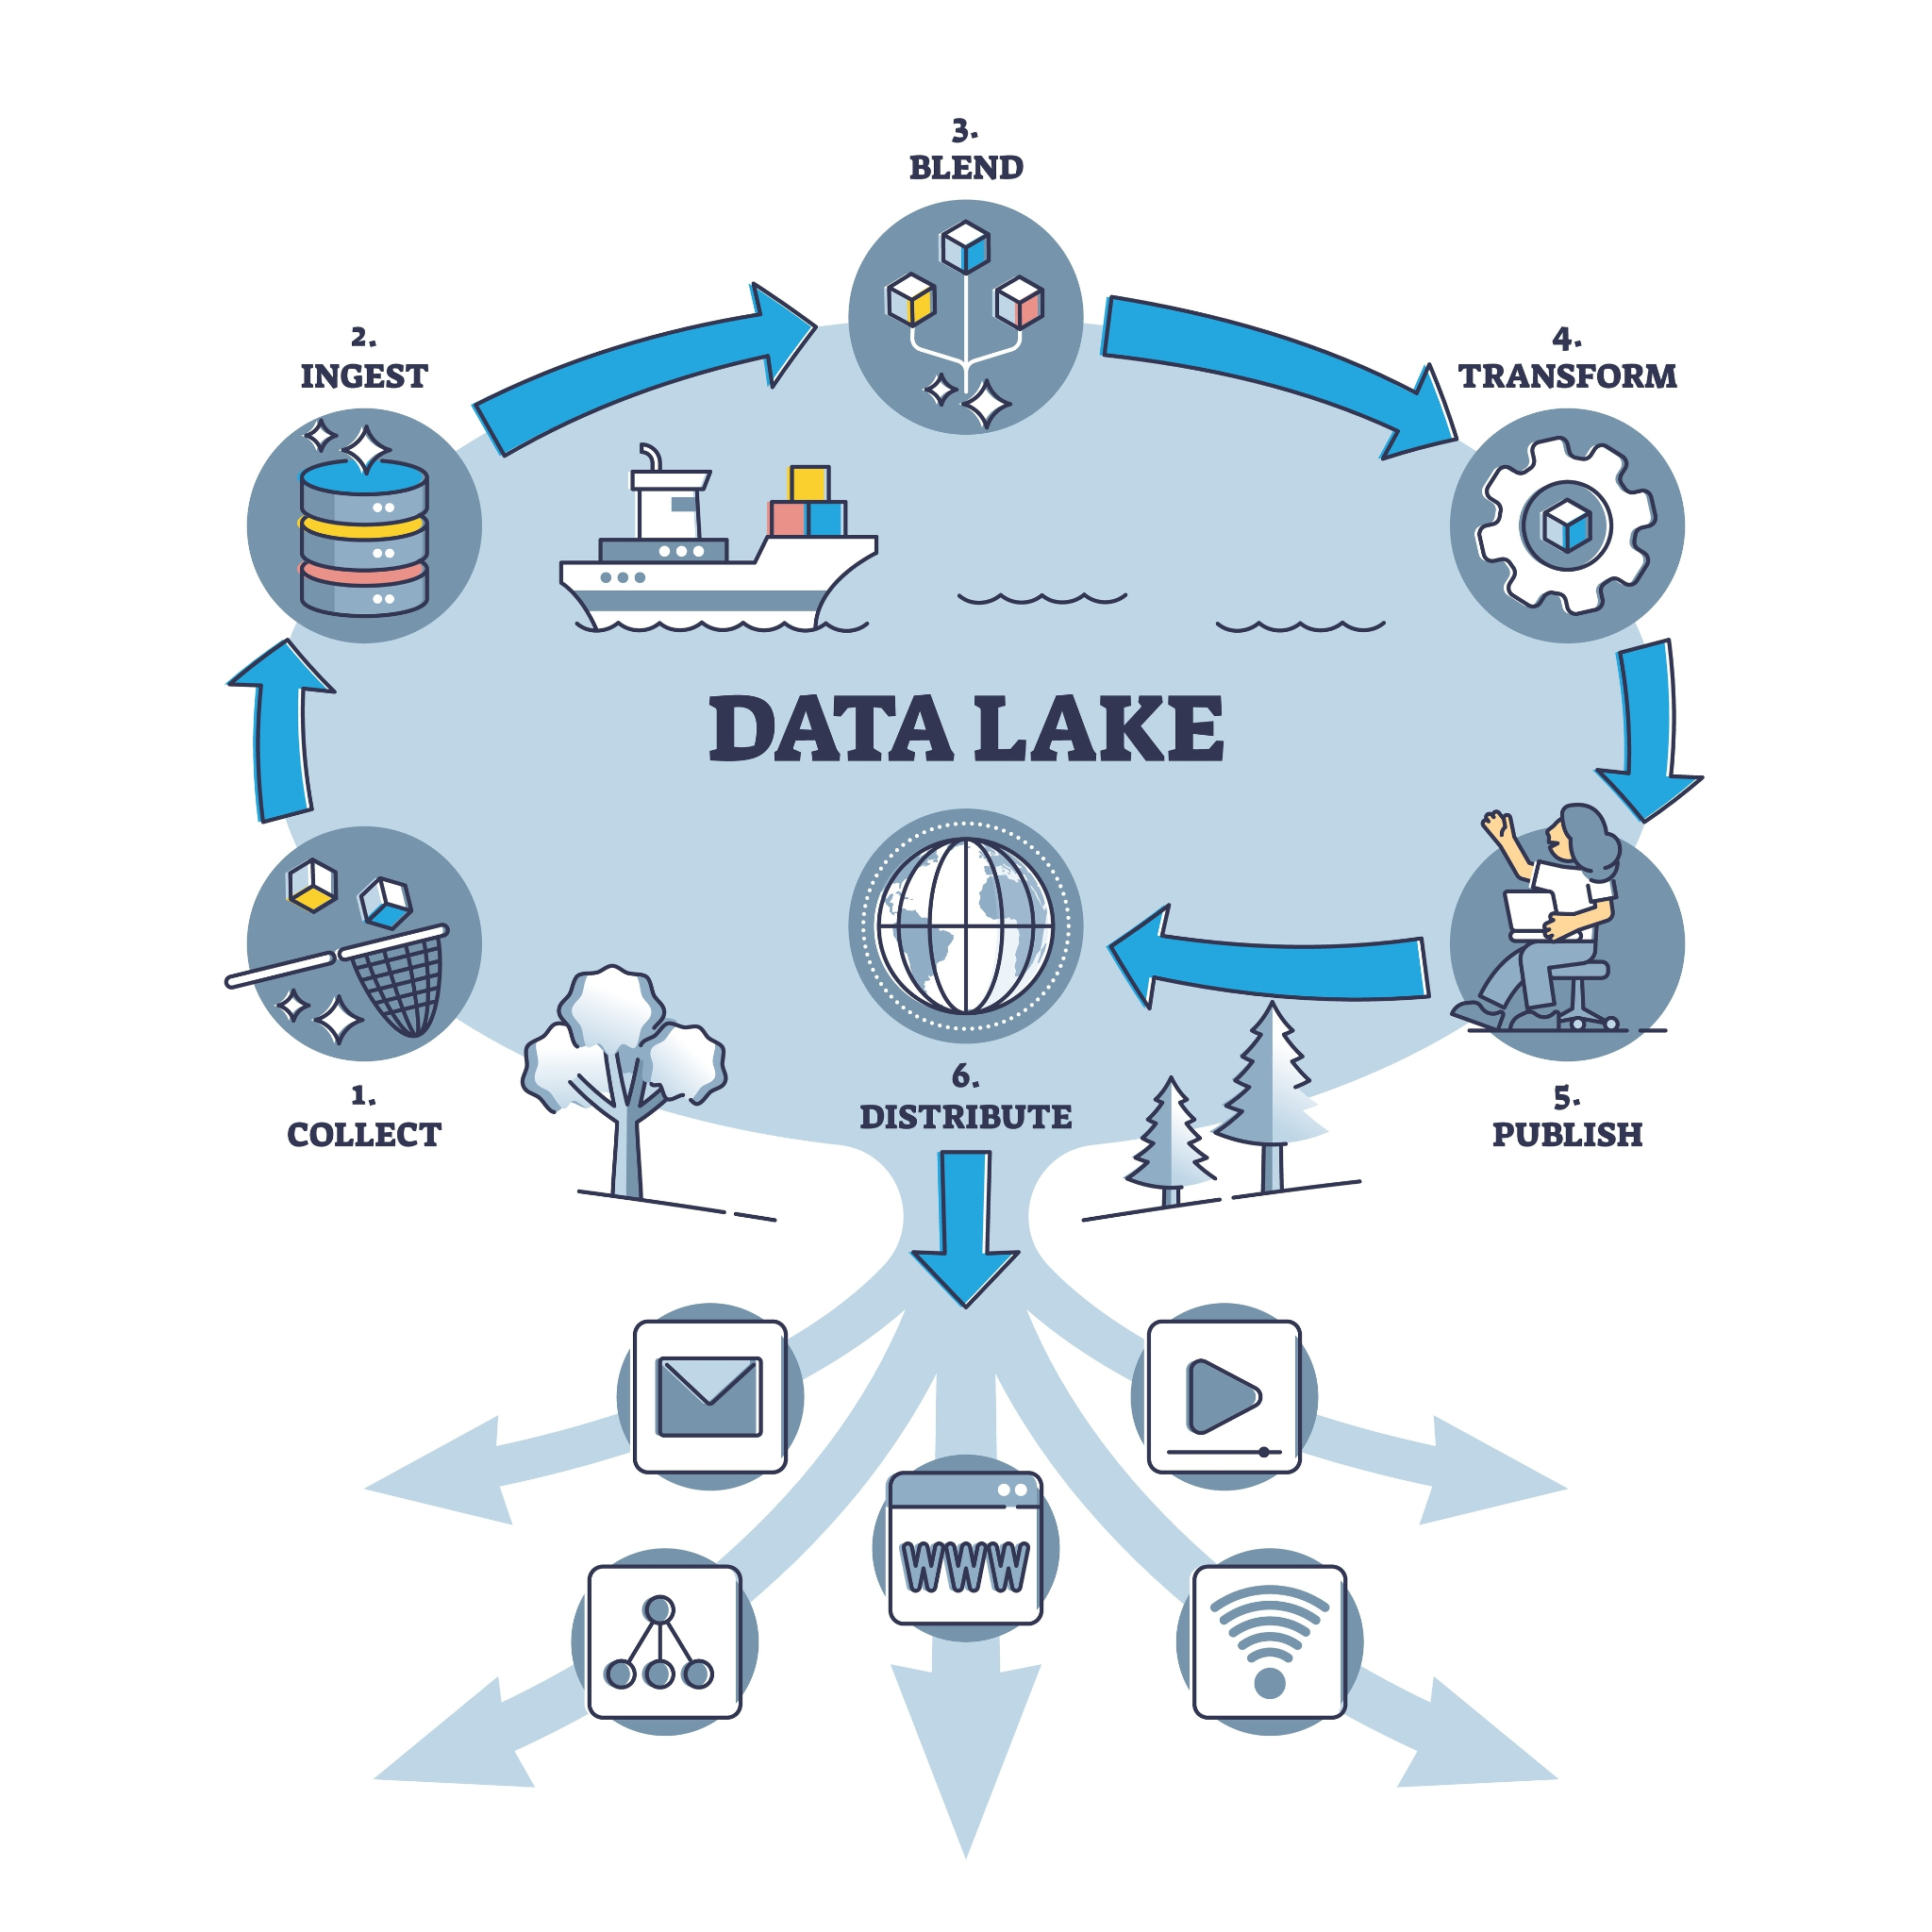 3.
BLEND
2.
INGEST
4.
TRANSFORM
DATA LAKE
1.
COLLECT
6.
DISTRIBUTE
5.
PUBLISH
WWW